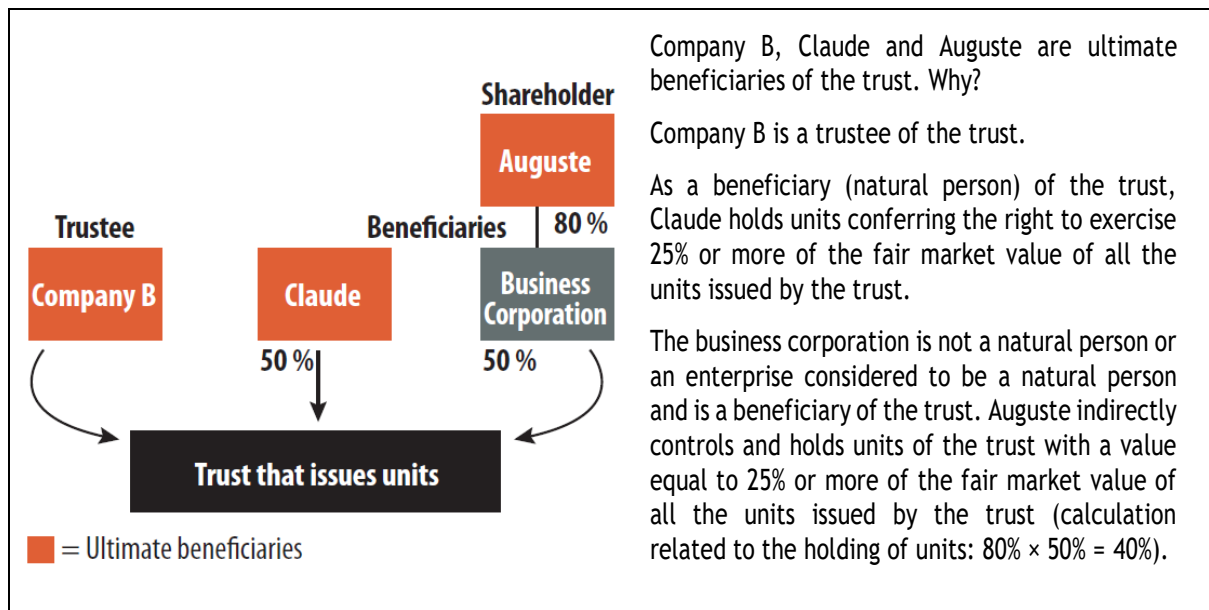 Shareholder
Auguste
Beneficiaries
80 %
Trustee
Company B
Claude
Business
Corporation
50 %
50 %
Trust that issues units
= Ultimate beneficiaries
Company B, Claude and Auguste are ultimate
beneficiaries of the trust. Why?
Company B is a trustee of the trust.
As a beneficiary (natural person) of the trust,
Claude holds units conferring the right to exercise
25% or more of the fair market value of all the
units issued by the trust.
The business corporation is not a natural person or
an enterprise considered to be a natural person
and is a beneficiary of the trust. Auguste indirectly
controls and holds units of the trust with a value
equal to 25% or more of the fair market value of
all the units issued by the trust (calculation
related to the holding of units: 80% × 50% = 40%).